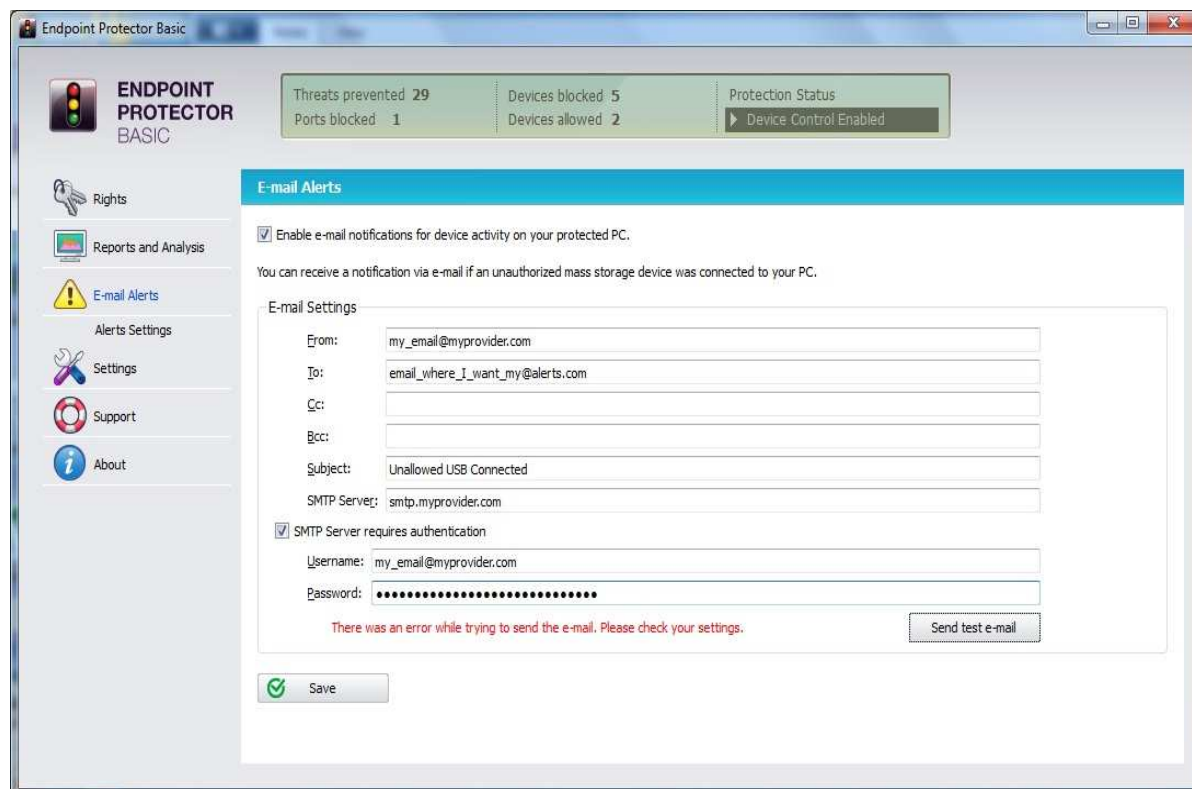 Endpoint Protector Basic
ENDPOINT
PROTECTOR
BASIC
Threats prevented 29
Ports blocked 1
Devices blocked 5
Devices allowed 2
Protection Status
Device Control Enabled
Rights
Reports and Analysis
E-mail Alerts
Alerts Settings
Settings
Support
About
E-mail Alerts
Enable e-mail notifications for device activity on your protected PC.
You can receive a notification via e-mail if an unauthorized mass storage device was connected to your PC.
E-mail Settings
From: my_email@myprovider.com
To: email_where_I_want_my@alerts.com
Cc:
Bcc:
Subject: Unallowed USB Connected
SMTP Server: smtp.myprovider.com
SMTP Server requires authentication
Username: my_email@myprovider.com
Password: •••••••••••••••••••••••••••••
There was an error while trying to send the e-mail. Please check your settings.
Send test e-mail
Save